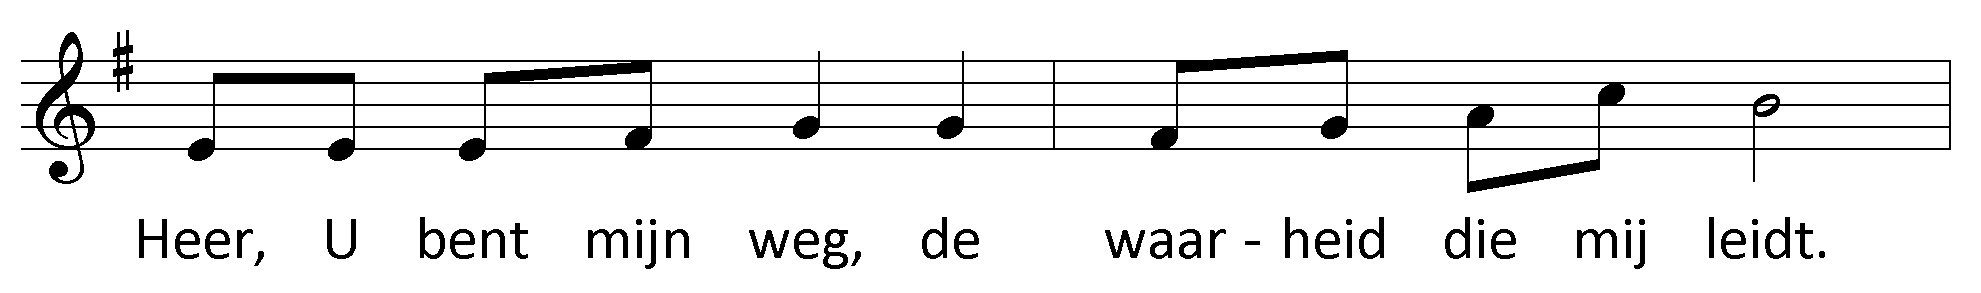 Heer, U bent mijn weg, de waar - heid die mij leidt.